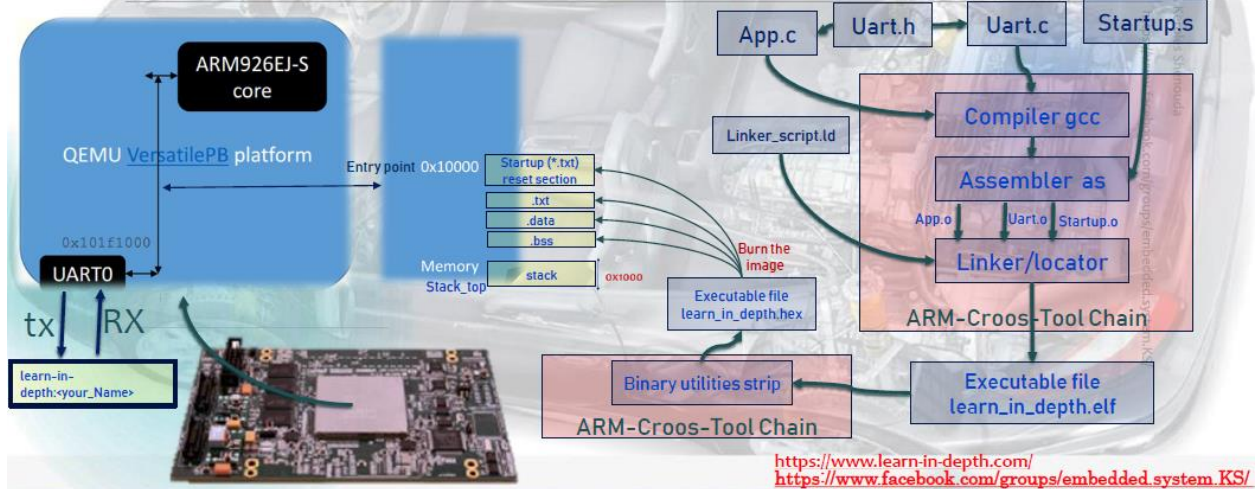 ARM926EJ-S
core
QEMU VersatilePB platform
0x101f1000
UART0
tx
RX
learn-in-
depth:<your_Name>
Entry point 0x10000
Startup (*.txt)
reset section
.txt
.data
.bss
Memory
Stack_top
stack
0x1000
Burn the
image
Executable file
learn_in_depth.hex
App.c
Uart.h
Uart.c
Startup.s
Linker_script.ld
Compiler gcc
Assembler as
App.o
Uart.o
Startup.o
Linker/locator
ARM-Croos-Tool Chain
Executable file
learn_in_depth.elf
Binary utilities strip
ARM-Croos-Tool Chain
https://www.learn-in-depth.com/
https://www.facebook.com/groups/embedded.system.KS/